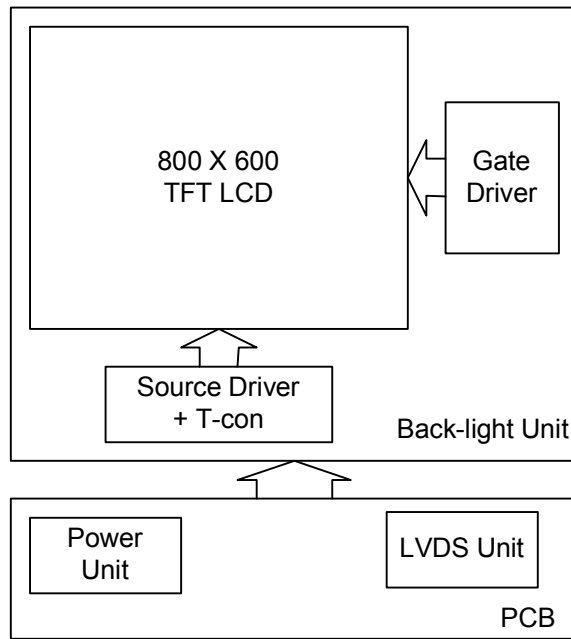 800 X 600
TFT LCD
Gate
Driver
Source Driver
+ T-con
Back-light Unit
Power
Unit
LVDS Unit
PCB